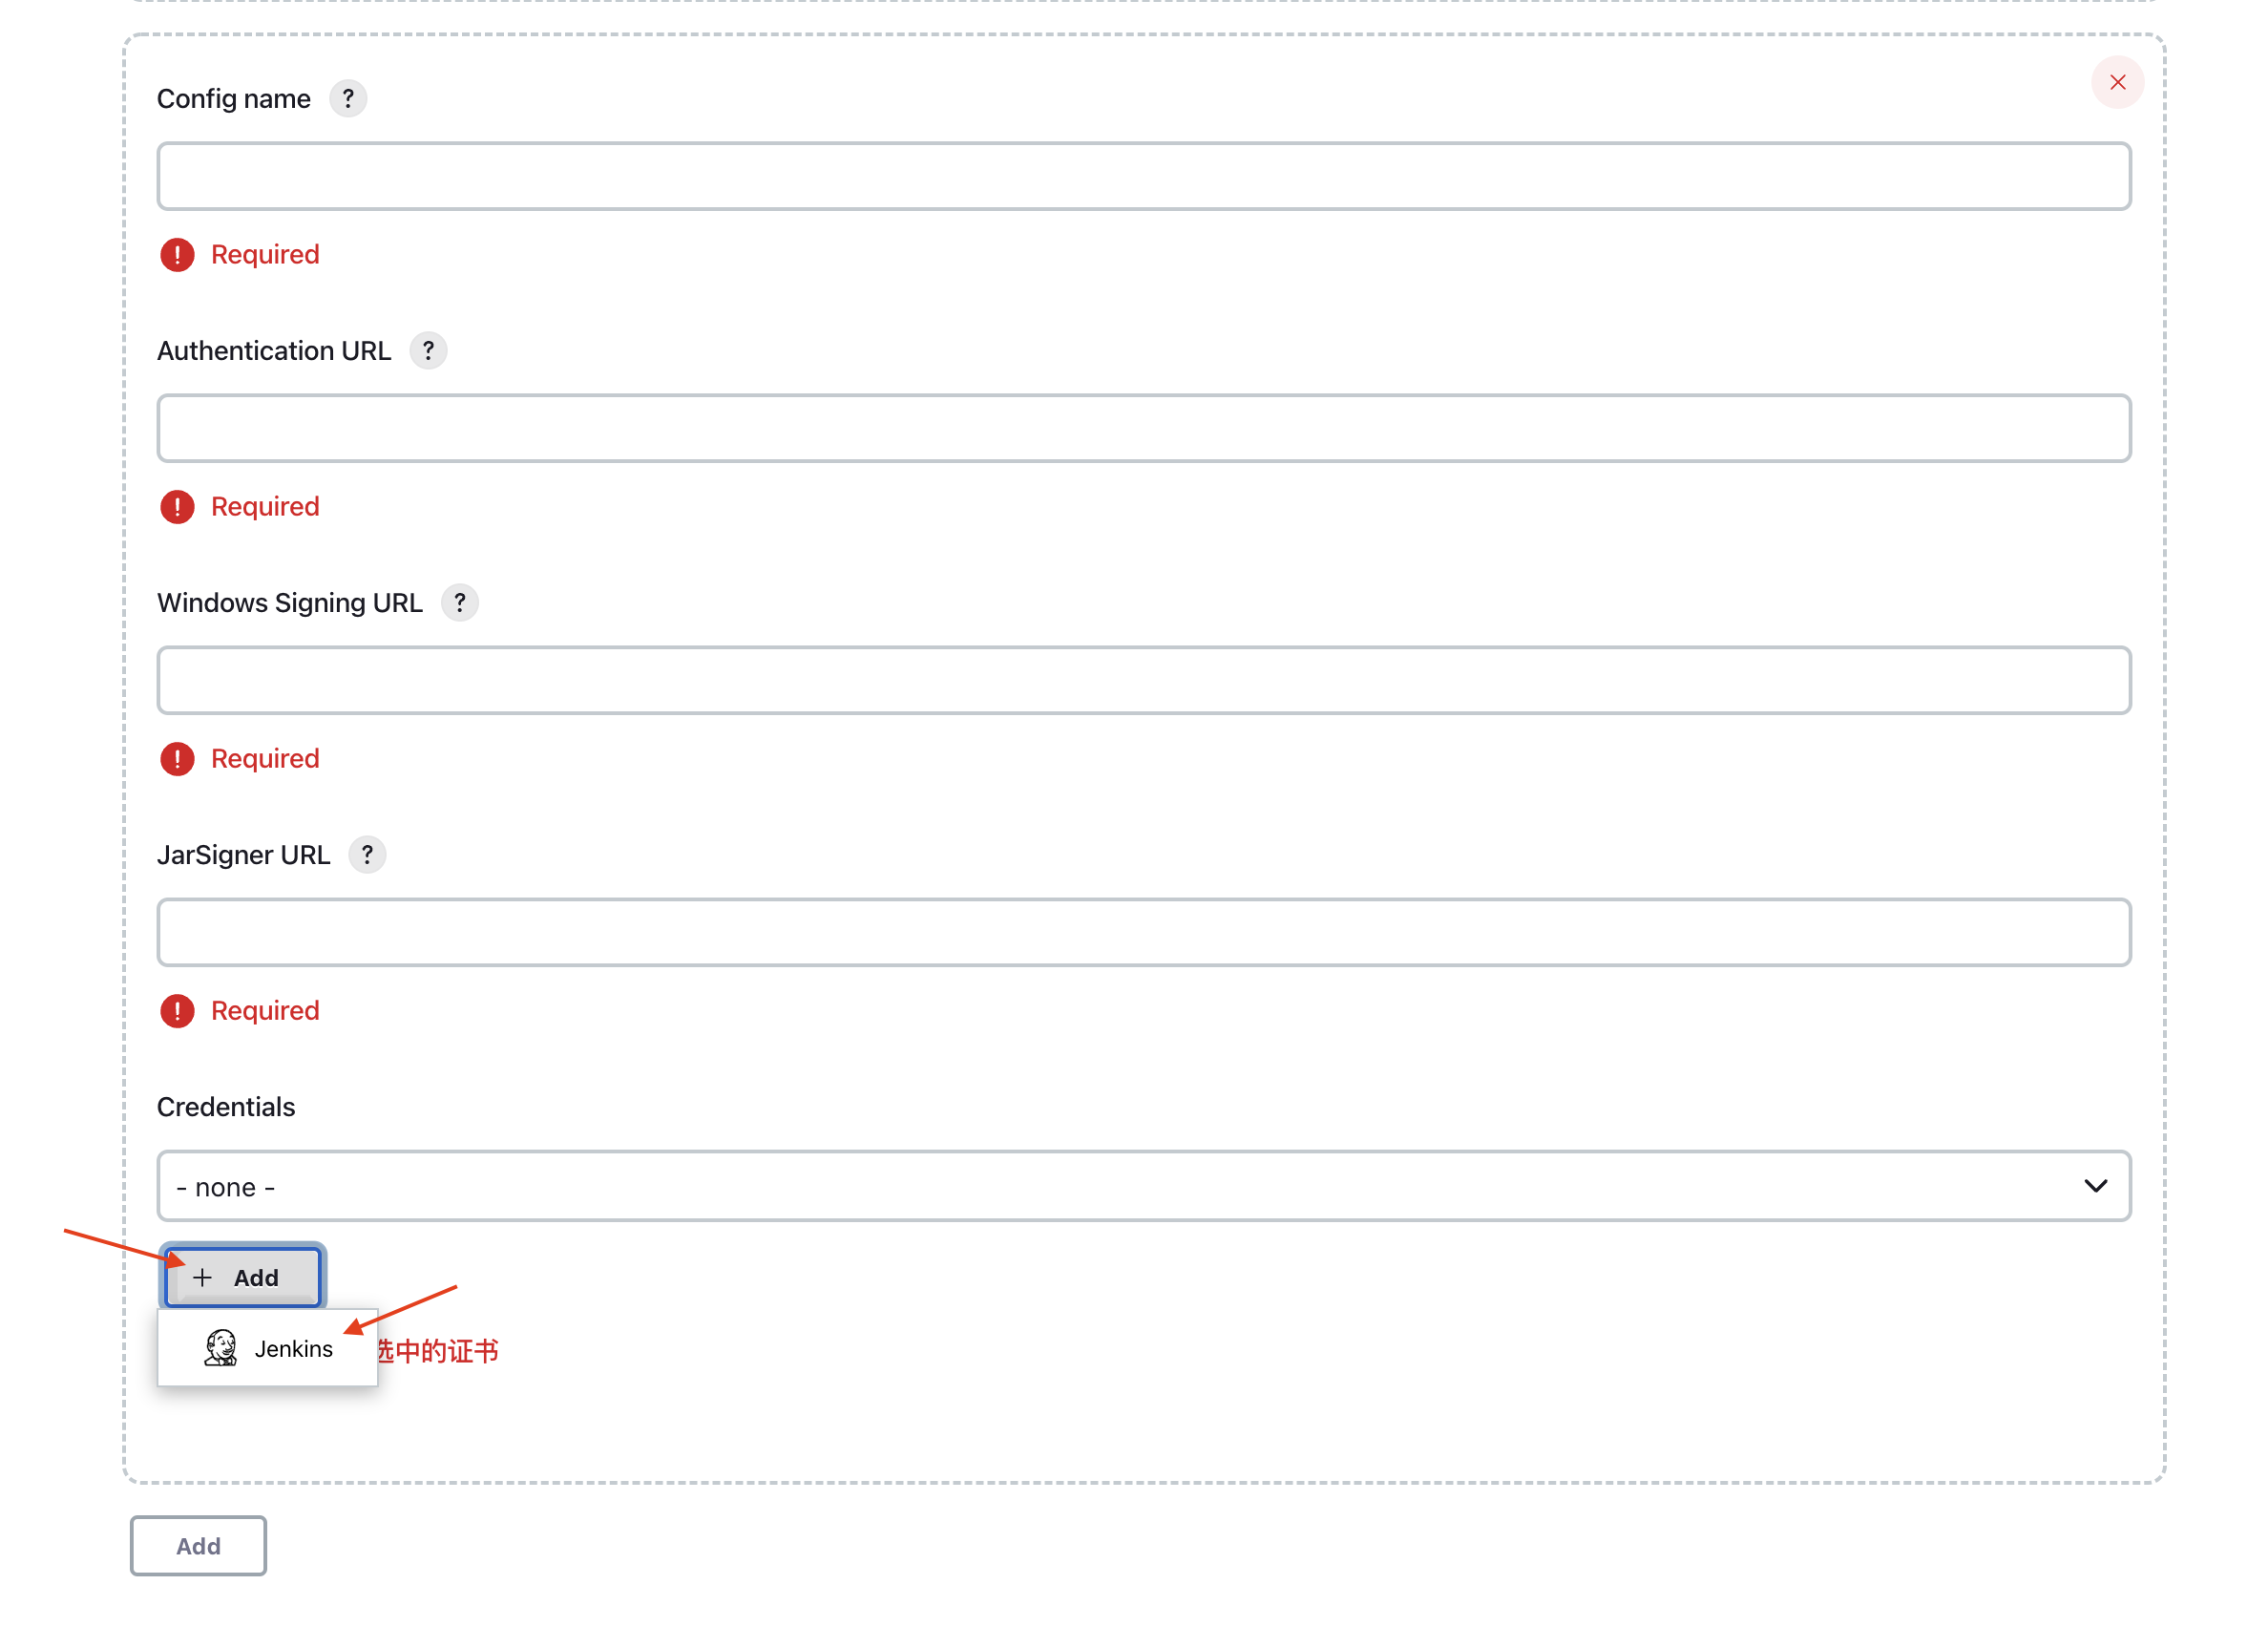 Config name ?
Required
Authentication URL ?
Required
Windows Signing URL ?
Required
JarSigner URL ?
Required
Credentials
- none -
+ Add
Jenkins
选中的证书
Add